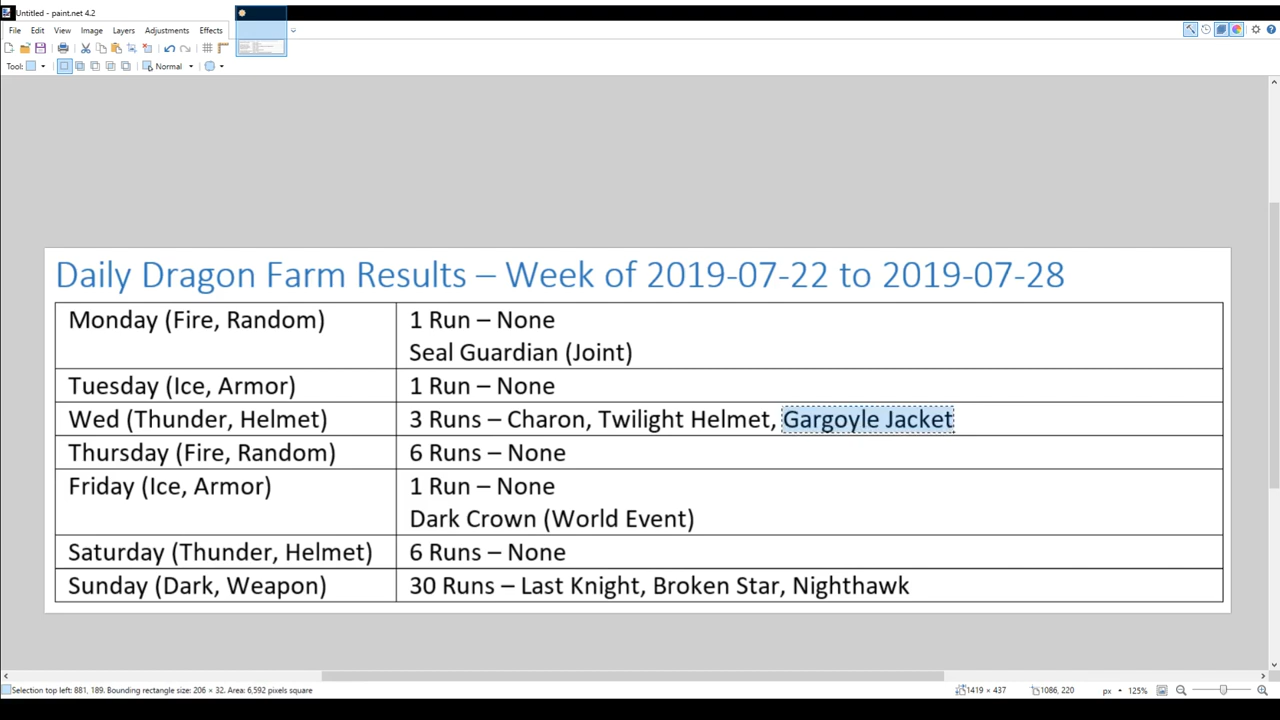 Untitled - paint.net 4.2
File Edit View Image Layers Adjustments Effects
Tool: Normal
Daily Dragon Farm Results – Week of 2019-07-22 to 2019-07-28
Monday (Fire, Random) 1 Run – None
Seal Guardian (Joint)
Tuesday (Ice, Armor) 1 Run – None
Wed (Thunder, Helmet) 3 Runs – Charon, Twilight Helmet, Gargoyle Jacket
Thursday (Fire, Random) 6 Runs – None
Friday (Ice, Armor) 1 Run – None
Dark Crown (World Event)
Saturday (Thunder, Helmet) 6 Runs – None
Sunday (Dark, Weapon) 30 Runs – Last Knight, Broken Star, Nighthawk
Selection top left: 881, 189. Bounding rectangle size: 206 × 32. Area: 6,592 pixels square 1419 × 437 1086, 220 px 125%